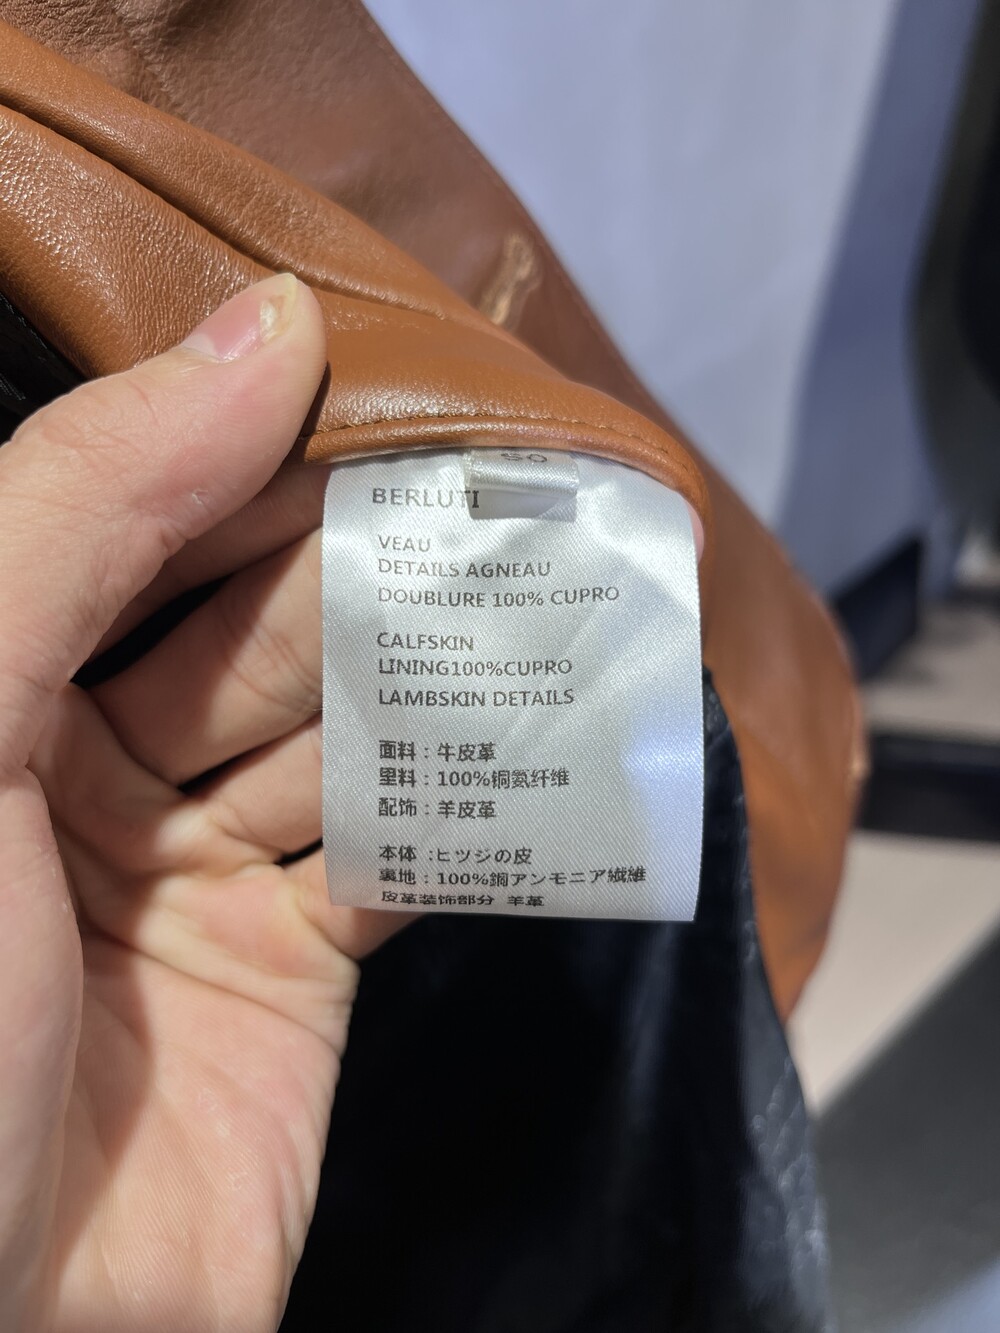 50
BERLUTI
VEAU
DETAILS AGNEAU
DOUBLURE 100% CUPRO
CALFSKIN
LINING100%CUPRO
LAMBSKIN DETAILS
面料：牛皮革
里料：100%铜氨纤维
配饰：羊皮革
本体 :ヒツジの皮
裏地：100%銅アンモニア繊維
皮革装饰部分 羊革